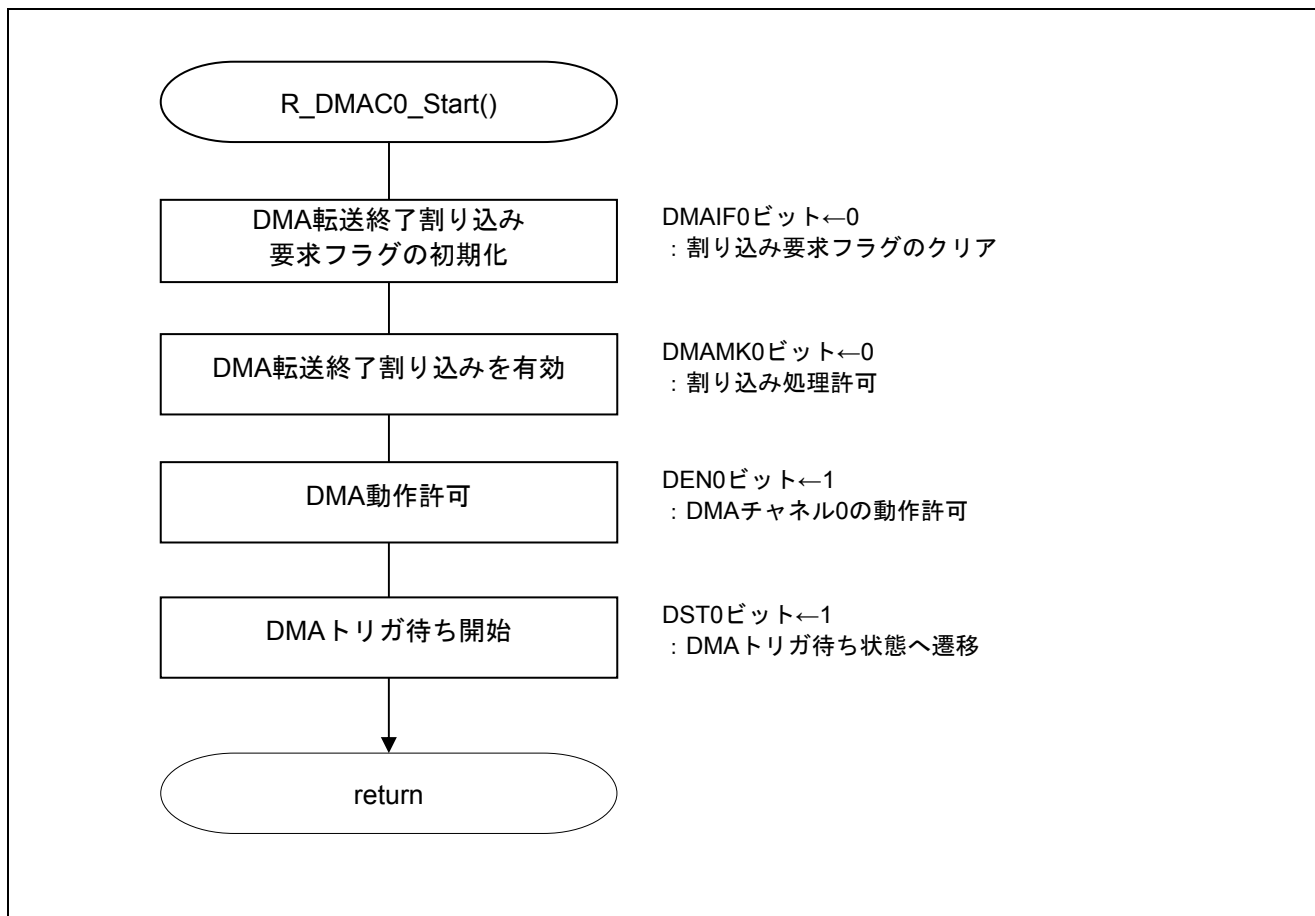 R_DMAC0_Start()
DMA転送終了割り込み
要求フラグの初期化
DMAIF0ビット←0
：割り込み要求フラグのクリア
DMA転送終了割り込みを有効
DMAMK0ビット←0
：割り込み処理許可
DMA動作許可
DEN0ビット←1
：DMAチャネル0の動作許可
DMAトリガ待ち開始
DST0ビット←1
：DMAトリガ待ち状態へ遷移
return